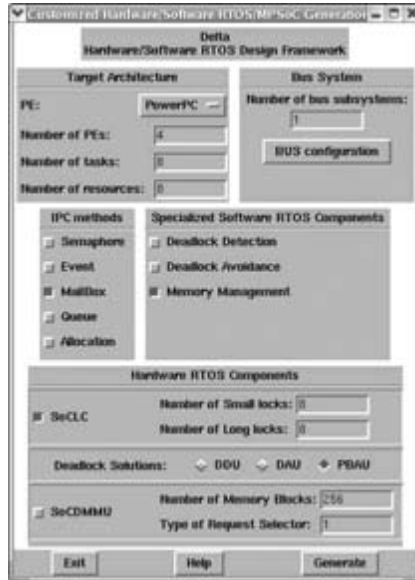 Customized Hardware/Software RTOS/MPSoC Generator
Delta
Hardware/Software RTOS Design Framework
Target Architecture
PE: PowerPC
Number of PEs: 4
Number of tasks: 8
Number of resources: 8
Bus System
Number of bus subsystems:
1
BUS configuration
IPC methods
Semaphore
Event
MailBox
Queue
Allocation
Specialized Software RTOS Components
Deadlock Detection
Deadlock Avoidance
Memory Management
Hardware RTOS Components
SoCLC
Number of Small locks: 8
Number of Long locks: 8
Deadlock Solutions: DDU DAU PBAU
SoCDMMU
Number of Memory Blocks: 256
Type of Request Selector: 1
Exit Help Generate